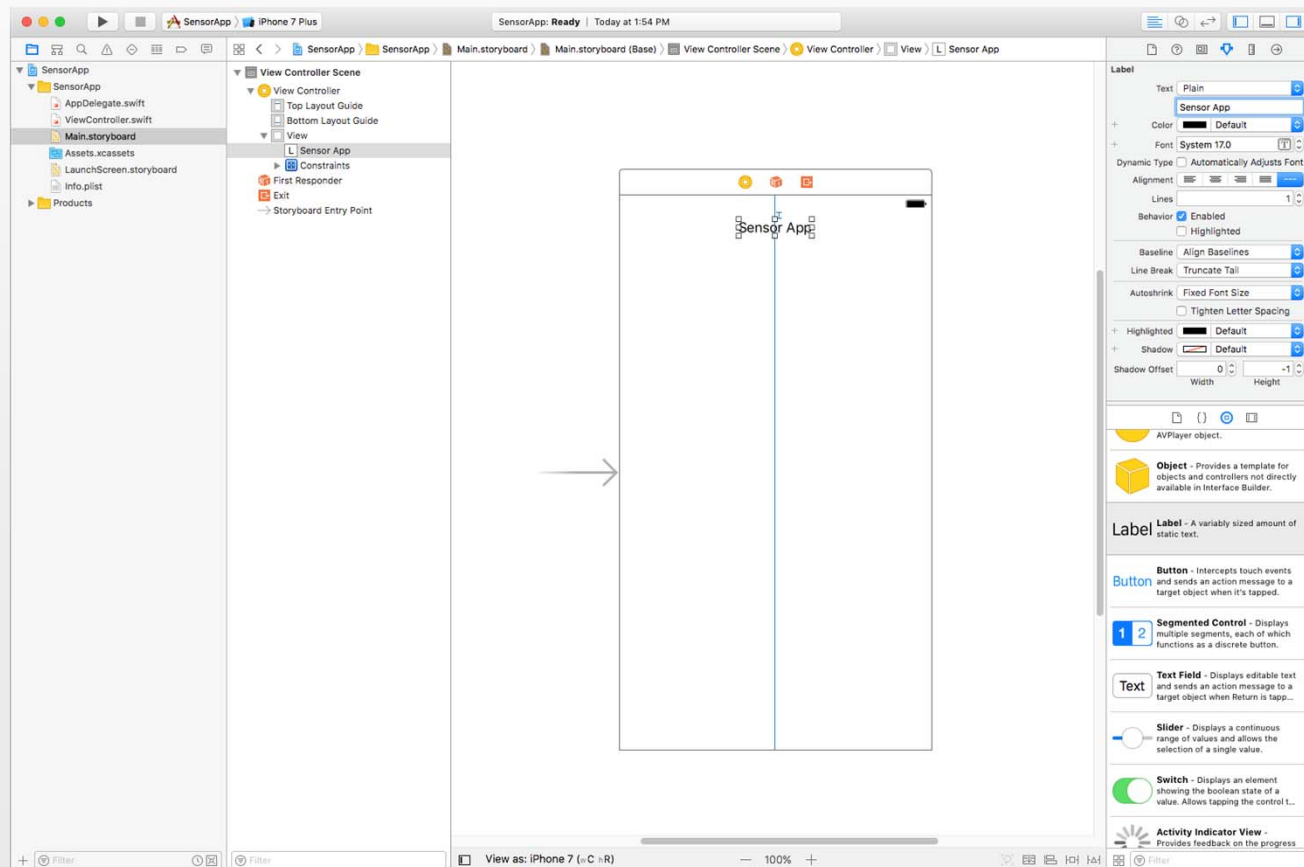 SensorApp
iPhone 7 Plus
SensorApp: Ready | Today at 1:54 PM
SensorApp
SensorApp
Main.storyboard
Main.storyboard (Base)
View Controller Scene
View Controller
View
L Sensor App
SensorApp
SensorApp
AppDelegate.swift
ViewController.swift
Main.storyboard
Assets.xcassets
LaunchScreen.storyboard
Info.plist
Products
Filter
View Controller Scene
View Controller
Top Layout Guide
Bottom Layout Guide
View
L Sensor App
Constraints
First Responder
Exit
Storyboard Entry Point
Filter
Sensor App
View as: iPhone 7 (wC hR)
100%
Label
Text Plain
Sensor App
Color Default
Font System 17.0
Dynamic Type Automatically Adjusts Font
Alignment
Lines 1
Behavior Enabled
Highlighted
Baseline Align Baselines
Line Break Truncate Tail
Autoshrink Fixed Font Size
Tighten Letter Spacing
Highlighted Default
Shadow Default
Shadow Offset 0 -1
Width Height
AVPlayer object.
Object - Provides a template for
objects and controllers not directly
available in Interface Builder.
Label
Label - A variably sized amount of
static text.
Button
Button - Intercepts touch events
and sends an action message to a
target object when it's tapped.
1 2
Segmented Control - Displays
multiple segments, each of which
functions as a discrete button.
Text
Text Field - Displays editable text
and sends an action message to a
target object when Return is tapp...
Slider - Displays a continuous
range of values and allows the
selection of a single value.
Switch - Displays an element
showing the boolean state of a
value. Allows tapping the control t...
Activity Indicator View -
Provides feedback on the progress
Filter